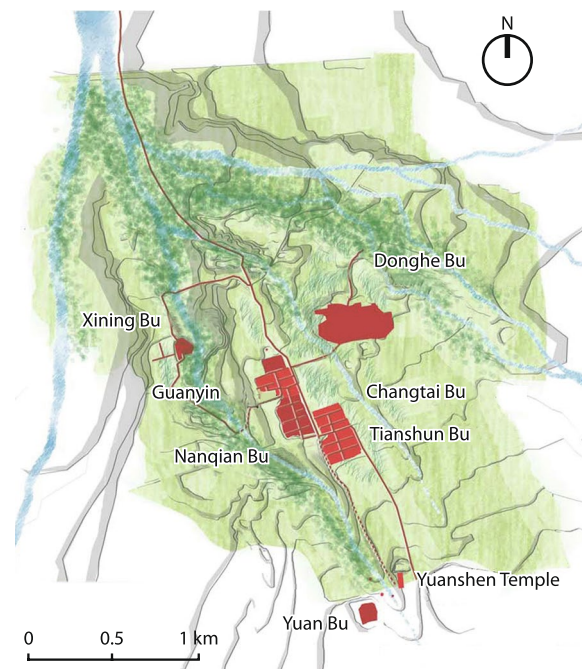 N
Donghe Bu
Xining Bu
Guanyin
Changtai Bu
Tianshun Bu
Nanqian Bu
Yuanshen Temple
Yuan Bu
0 0.5 1 km